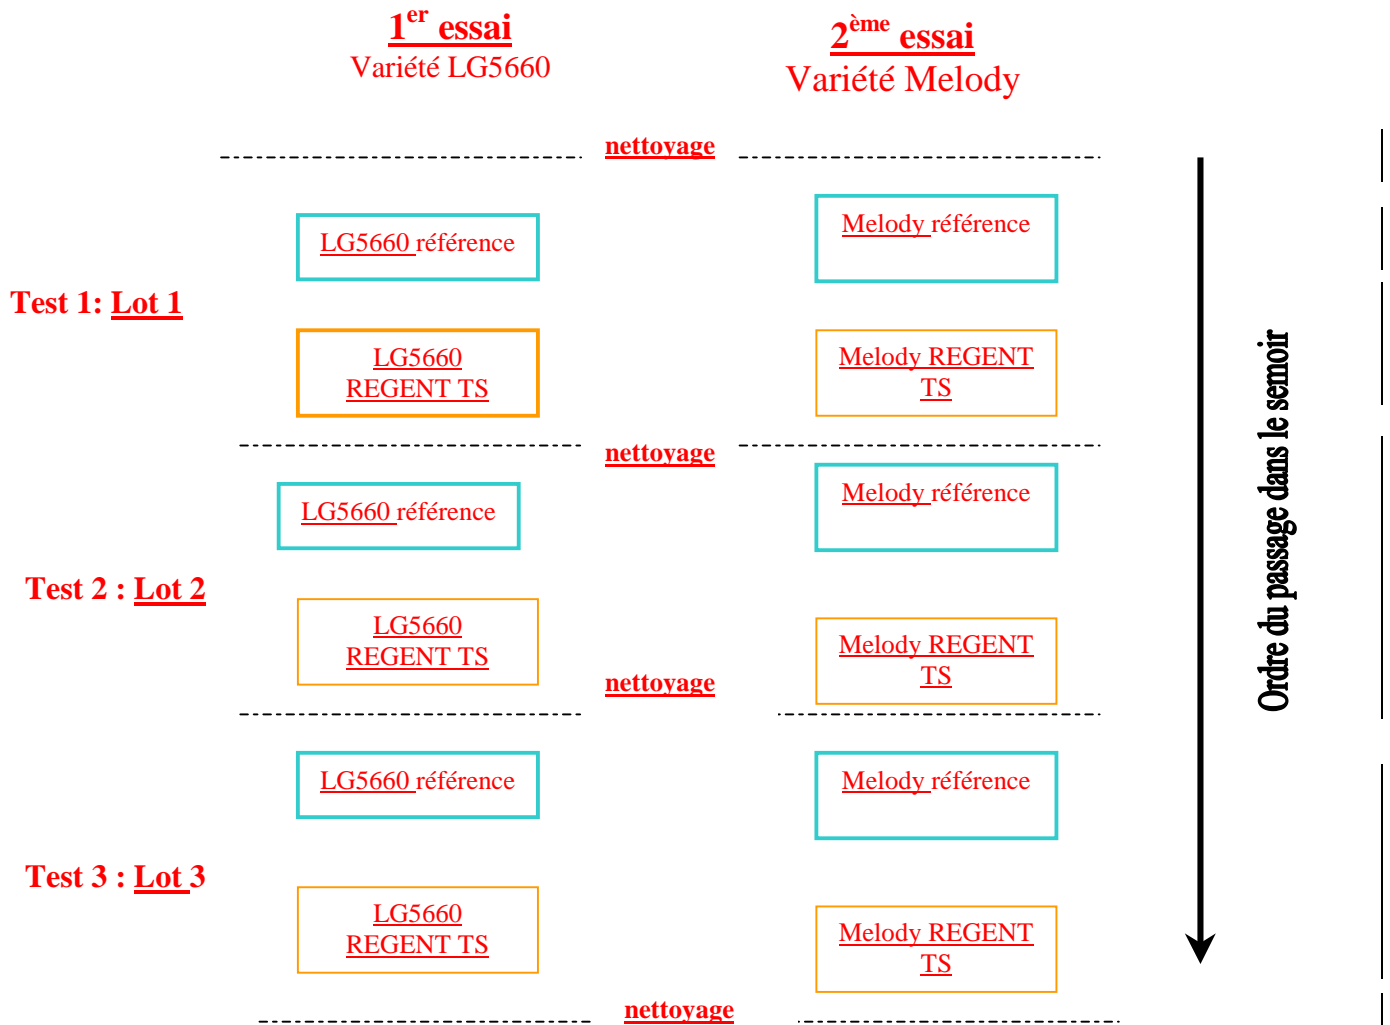 1er essai
Variété LG5660
2ème essai
Variété Melody
nettoyage
LG5660 référence
Melody référence
Test 1: Lot 1
LG5660
REGENT TS
Melody REGENT
TS
nettoyage
LG5660 référence
Melody référence
Test 2 : Lot 2
LG5660
REGENT TS
Melody REGENT
TS
nettoyage
LG5660 référence
Melody référence
Test 3 : Lot 3
LG5660
REGENT TS
Melody REGENT
TS
nettoyage
Ordre du passage dans le semoir